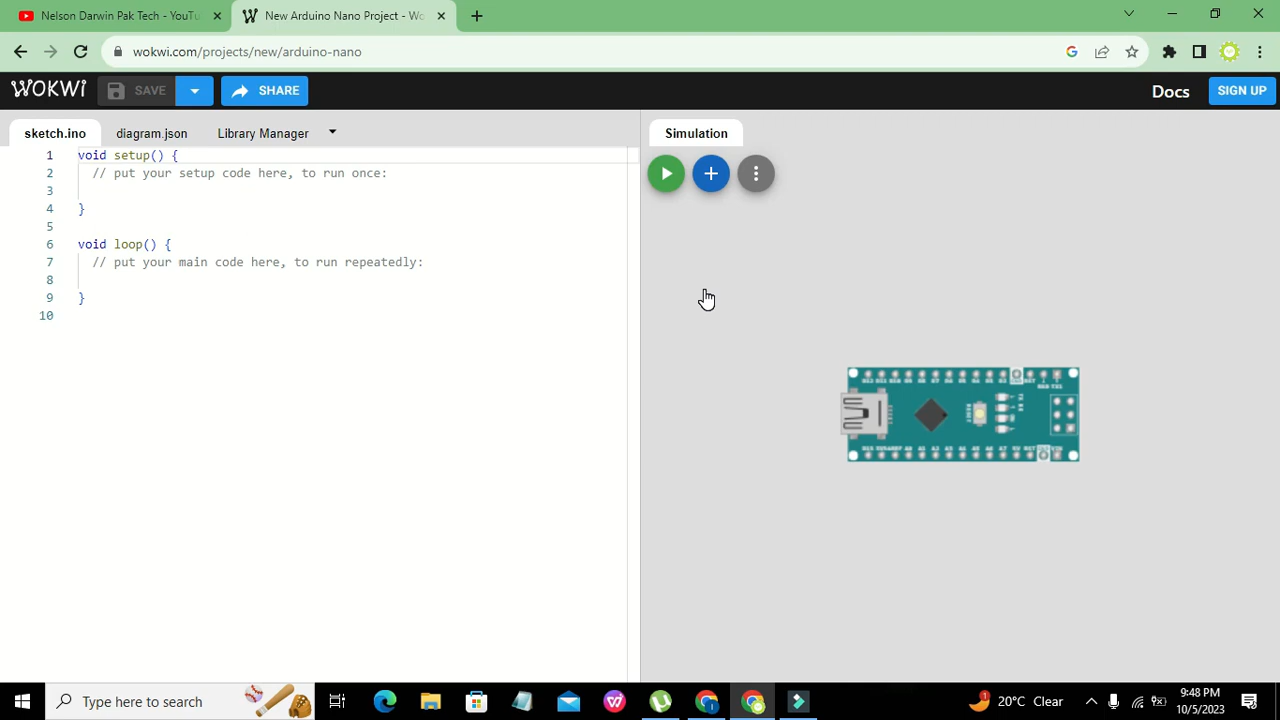 Nelson Darwin Pak Tech - YouTu
New Arduino Nano Project - Wo
wokwi.com/projects/new/arduino-nano
WOKWI
SAVE
SHARE
Docs
SIGN UP
sketch.ino
diagram.json
Library Manager
Simulation
1 void setup() {
2 // put your setup code here, to run once:
3
4 }
5
6 void loop() {
7 // put your main code here, to run repeatedly:
8
9 }
10
Type here to search
1
20°C Clear
9:48 PM
10/5/2023